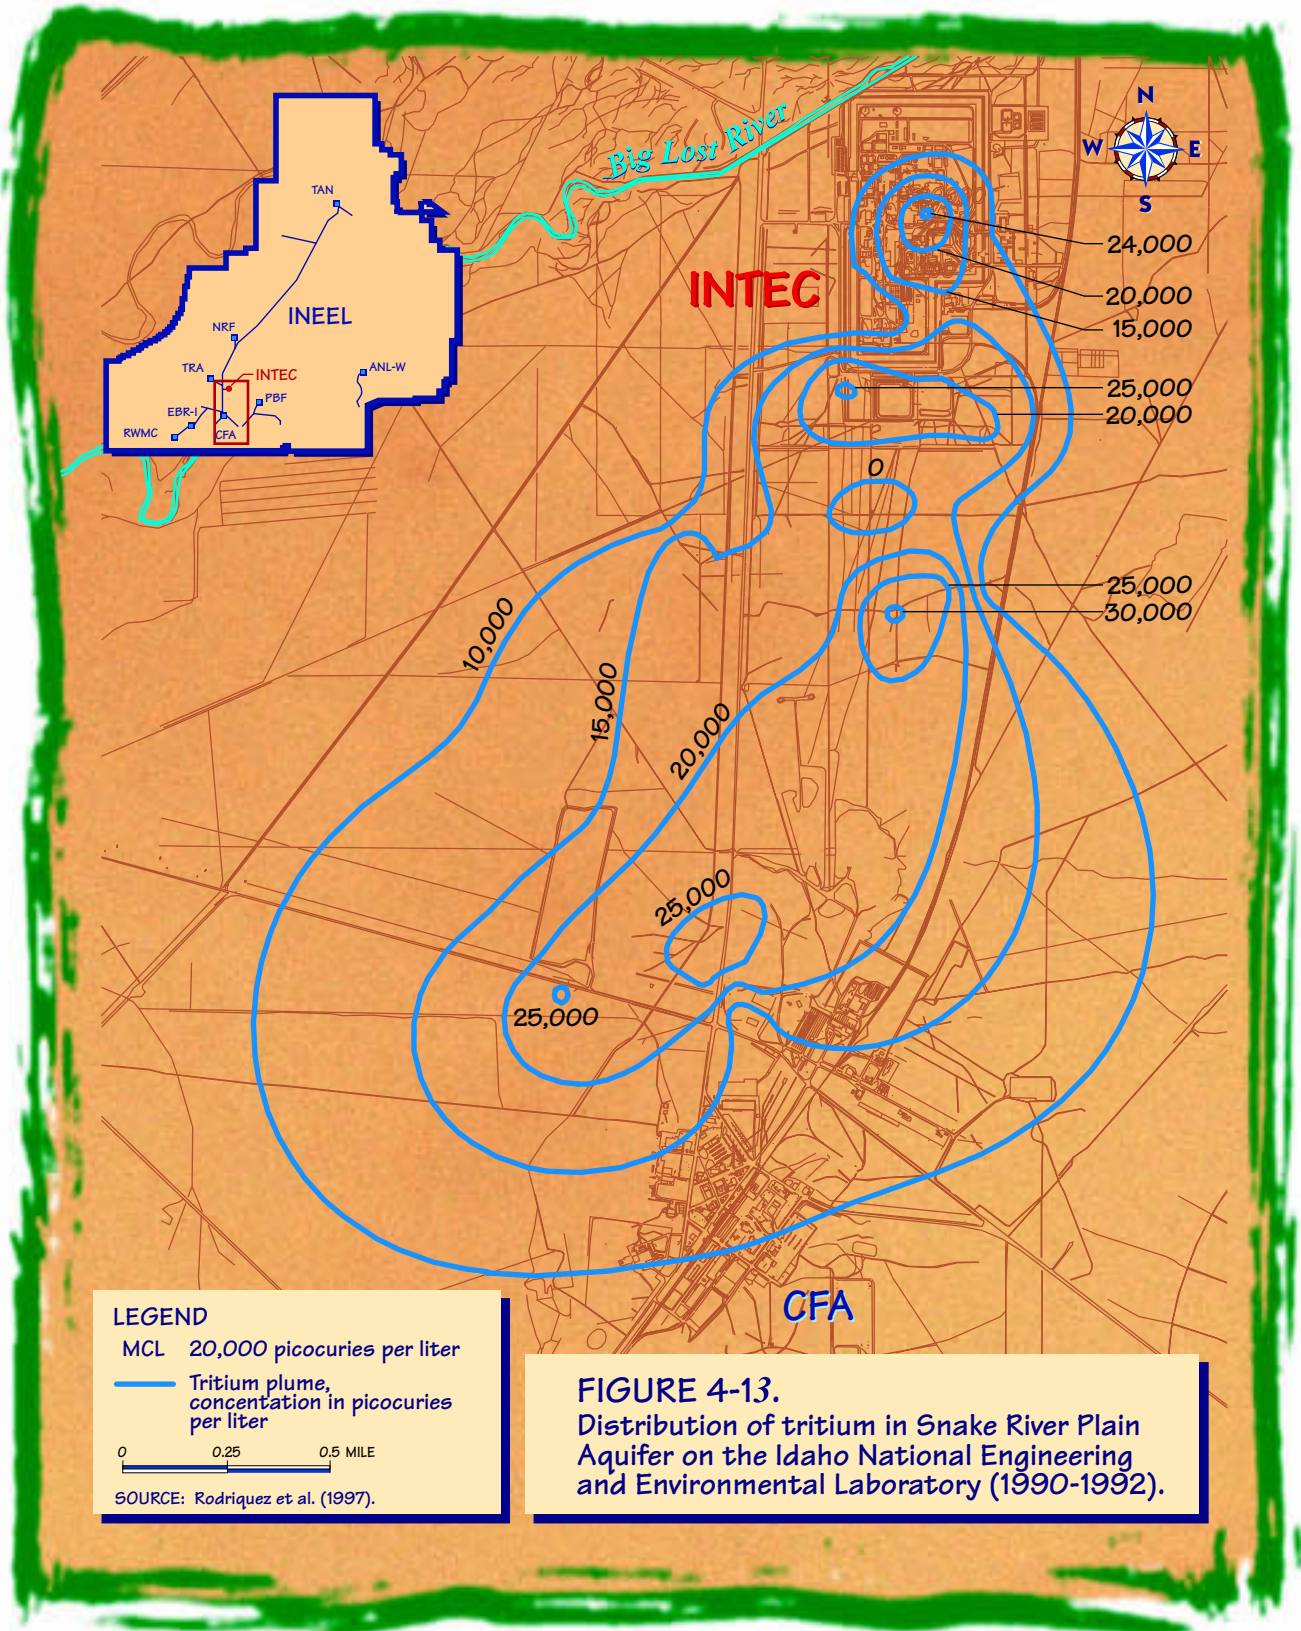 Big Lost River
N
W
E
S
TAN
INTEC
24,000
20,000
15,000
INEEL
NRF
TRA
INTEC
ANL-W
EBR-I
PBF
RWMC
CFA
25,000
20,000
0
25,000
30,000
10,000
15,000
20,000
25,000
25,000
CFA
LEGEND
MCL 20,000 picocuries per liter
Tritium plume,
concentation in picocuries
per liter
0 0.25 0.5 MILE
SOURCE: Rodriquez et al. (1997).
FIGURE 4-13.
Distribution of tritium in Snake River Plain
Aquifer on the Idaho National Engineering
and Environmental Laboratory (1990-1992).